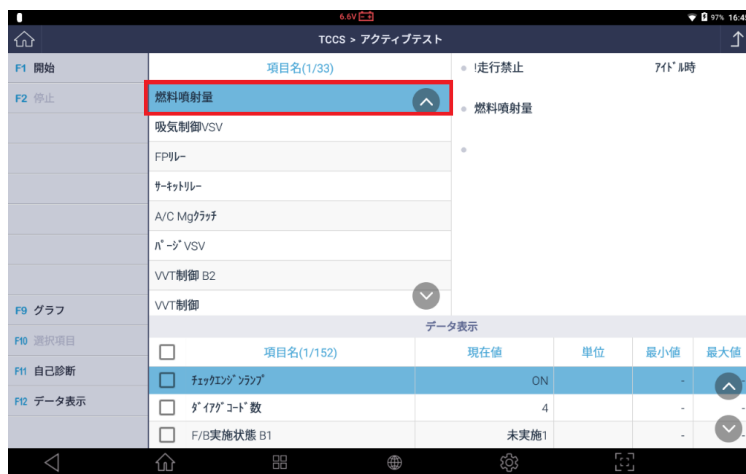 6.6V
97% 16:4
TCCS > アクティブテスト
F1 開始
F2 停止
F9 グラフ
F10 選択項目
F11 自己診断
F12 データ表示
項目名(1/33)
燃料噴射量
吸気制御VSV
FPﾘﾚｰ
ｻｰｷｯﾄﾘﾚｰ
A/C Mgｸﾗｯﾁ
ﾊﾟｰｼﾞVSV
VVT制御 B2
VVT制御
!走行禁止 ｱｲﾄﾞﾙ時
燃料噴射量
データ表示
項目名(1/152) 現在値 単位 最小値 最大値
ﾁｪｯｸｴﾝｼﾞﾝﾗﾝﾌﾟ ON - -
ﾀﾞｲｱｸﾞｺｰﾄﾞ数 4 -
F/B実施状態 B1 未実施1 -